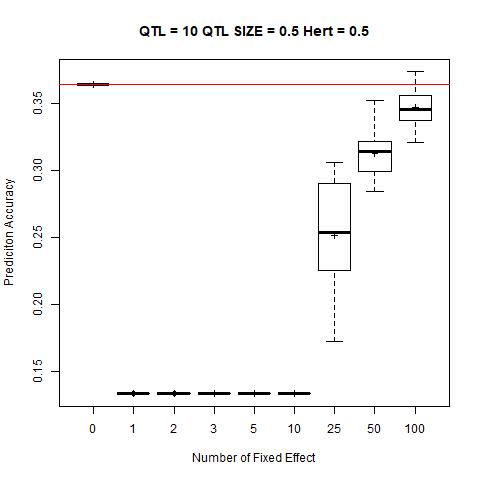 QTL = 10 QTL SIZE = 0.5 Hert = 0.5
Prediciton Accuracy
0.35
0.30
0.25
0.20
0.15
0 1 2 3 5 10 25 50 100
Number of Fixed Effect